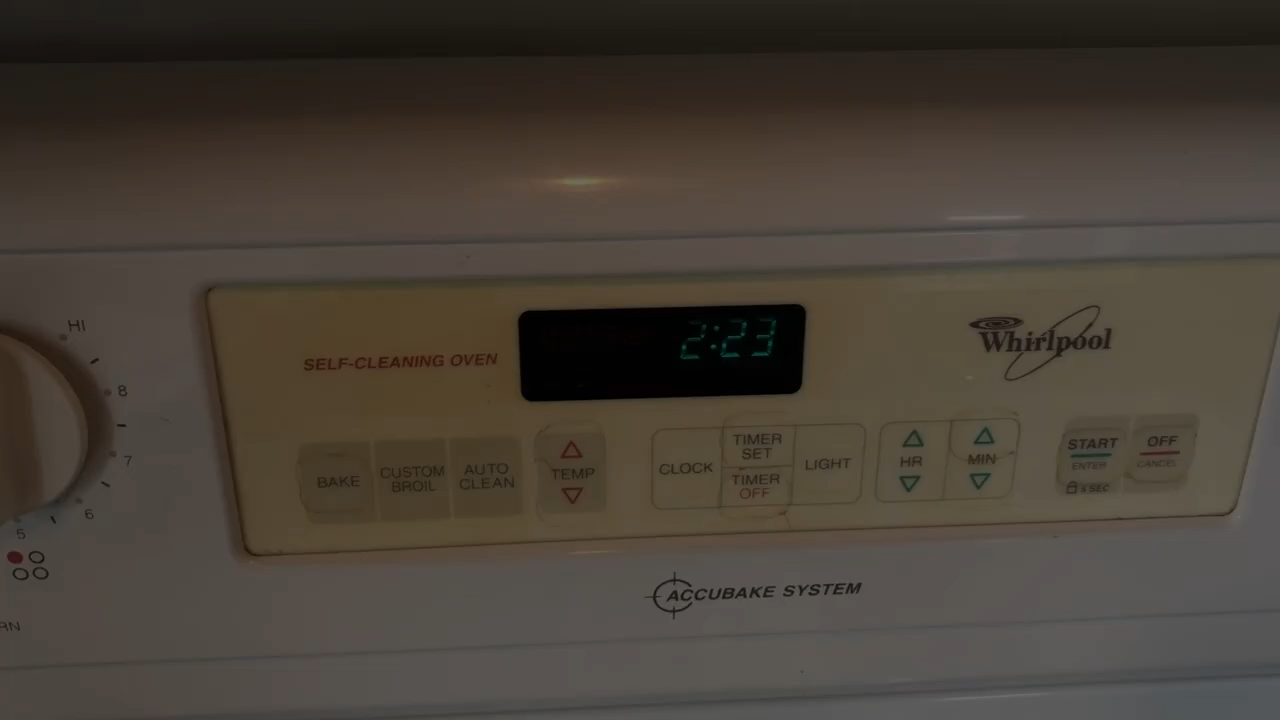 HI
8
7
6
5
RN
SELF-CLEANING OVEN
2:23
Whirlpool
BAKE
CUSTOM
BROIL
AUTO
CLEAN
TEMP
CLOCK
TIMER
SET
TIMER
OFF
LIGHT
HR
MIN
START
ENTER
OFF
CANCEL
ACCUBAKE SYSTEM